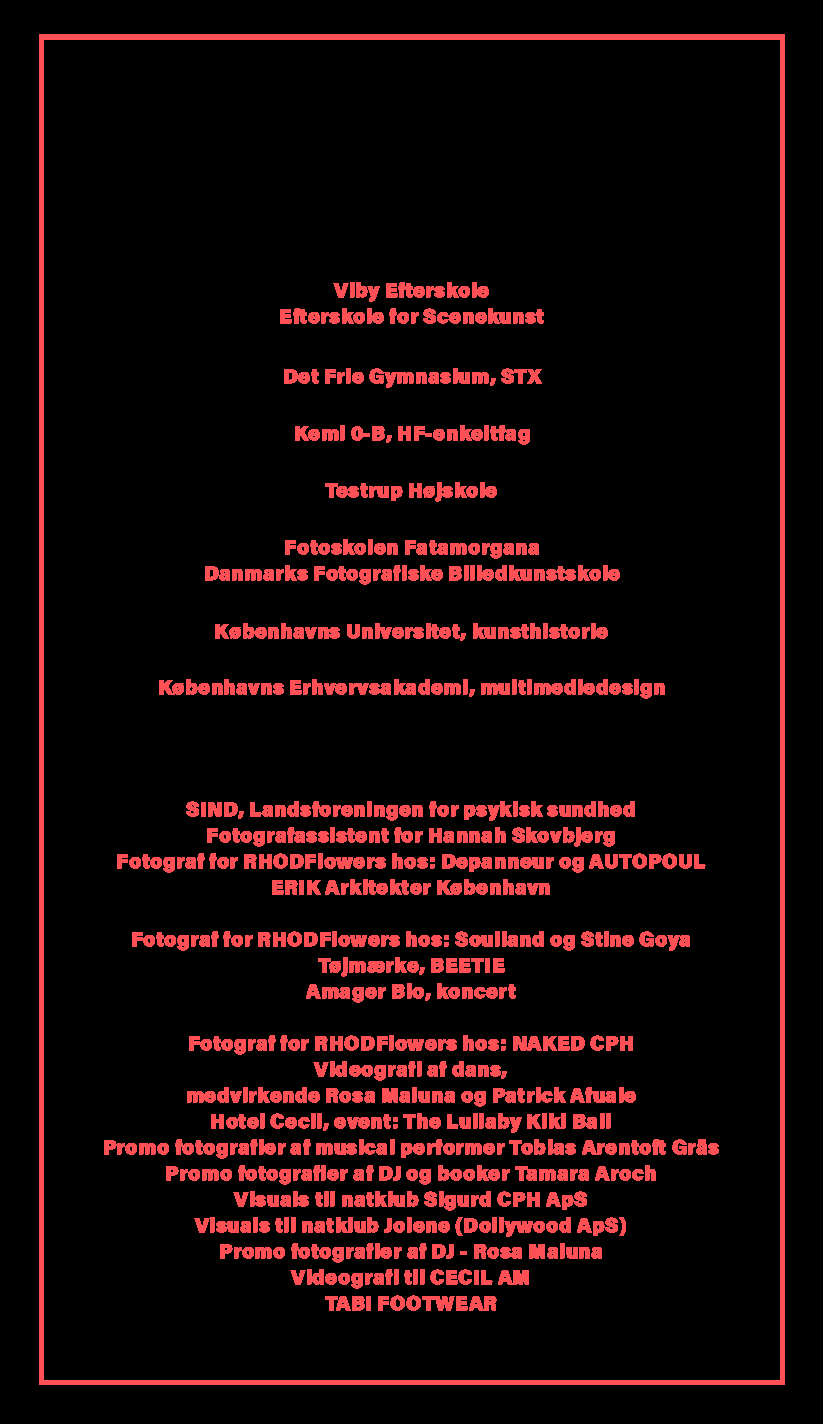 Viby Efterskole
Efterskole for Scenekunst
Det Frie Gymnasium, STX
Kemi 0-B, HF-enkeltfag
Testrup Højskole
Fotoskolen Fatamorgana
Danmarks Fotografiske Billedkunstskole
Københavns Universitet, kunsthistorie
Københavns Erhvervsakademi, multimediedesign
SIND, Landsforeningen for psykisk sundhed
Fotografassistent for Hannah Skovbjerg
Fotograf for RHODFlowers hos: Depanneur og AUTOPOUL
ERIK Arkitekter København
Fotograf for RHODFlowers hos: Soulland og Stine Goya
Tøjmærke, BEETIE
Amager Bio, koncert
Fotograf for RHODFlowers hos: NAKED CPH
Videografi af dans,
medvirkende Rosa Maluna og Patrick Afuale
Hotel Cecil, event: The Lullaby Kiki Ball
Promo fotografier af musical performer Tobias Arentoft Grås
Promo fotografier af DJ og booker Tamara Aroch
Visuals til natklub Sigurd CPH ApS
Visuals til natklub Jolene (Dollywood ApS)
Promo fotografier af DJ - Rosa Maluna
Videografi til CECIL AM
TABI FOOTWEAR